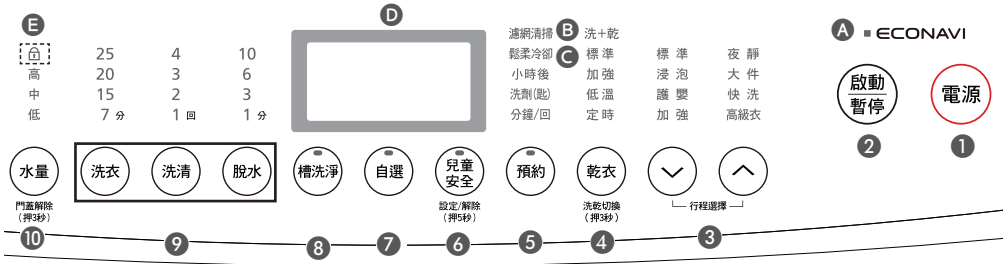 E D B C A
濾網清掃 洗+乾 ECONAVI
25 4 10 鬆柔冷卻 標準 標準 夜靜
高 20 3 6 小時後 加強 浸泡 大件
中 15 2 3 洗劑(匙) 低溫 護嬰 快洗
低 7分 1回 1分 分鐘/回 定時 加強 高級衣
啟動
暫停
電源
2 1
水量 洗衣 洗清 脫水 槽洗淨 自選 兒童安全 預約 乾衣
門蓋解除 設定/解除 洗乾切換 行程選擇
(押3秒) (押5秒) (押3秒)
10 9 8 7 6 5 4 3